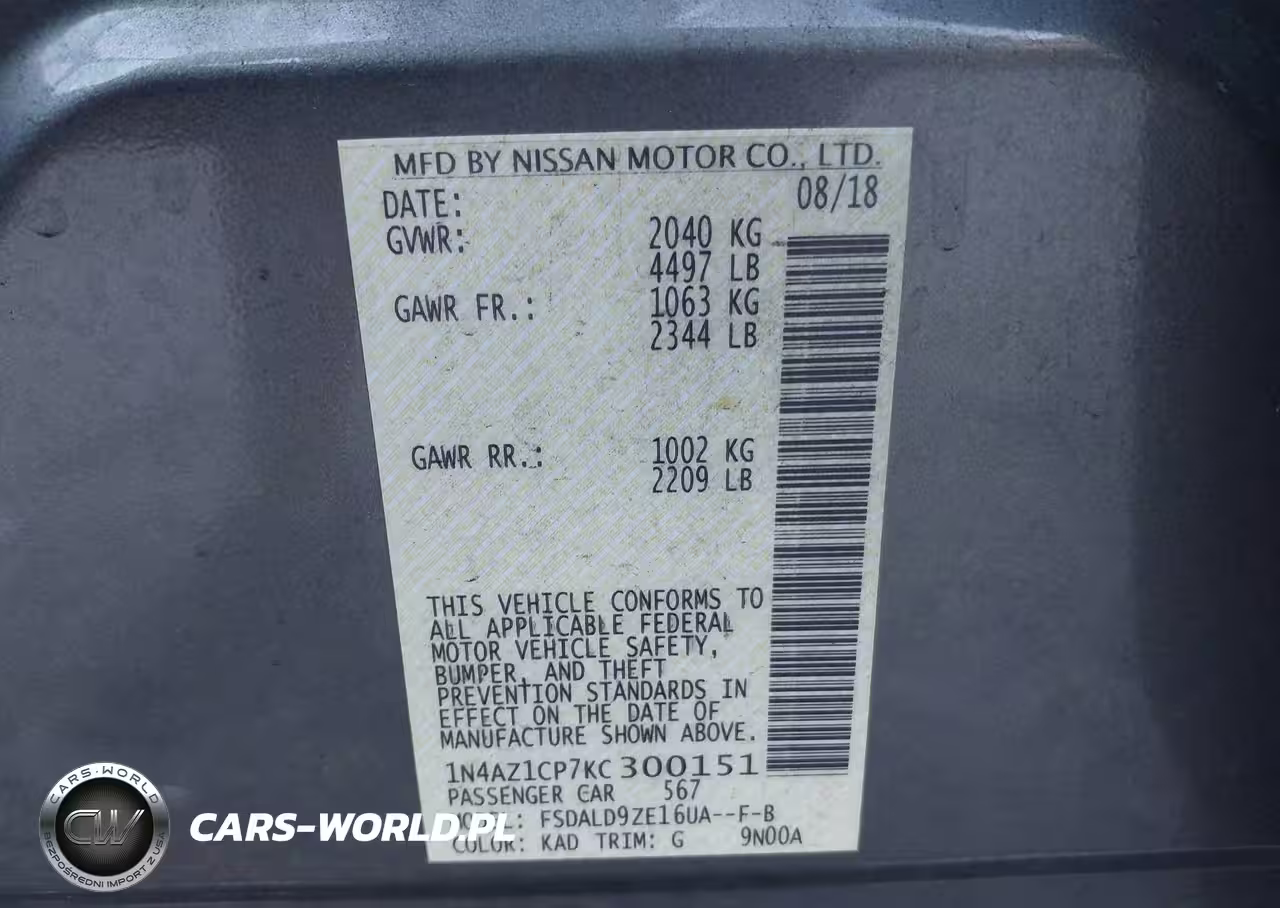 MFD BY NISSAN MOTOR CO., LTD.
DATE: 08/18
GVWR: 2040 KG
4497 LB
GAWR FR.: 1063 KG
2344 LB
GAWR RR.: 1002 KG
2209 LB
THIS VEHICLE CONFORMS TO
ALL APPLICABLE FEDERAL
MOTOR VEHICLE SAFETY,
BUMPER, AND THEFT
PREVENTION STANDARDS IN
EFFECT ON THE DATE OF
MANUFACTURE SHOWN ABOVE.
1N4AZ1CP7KC300151
PASSENGER CAR 567
FSDALD9ZE16UA--F-B
COLOR: KAD TRIM: G 9N00A
CARS-WORLD
CW
BEZPOŚREDNI IMPORT Z USA
CARS-WORLD.PL